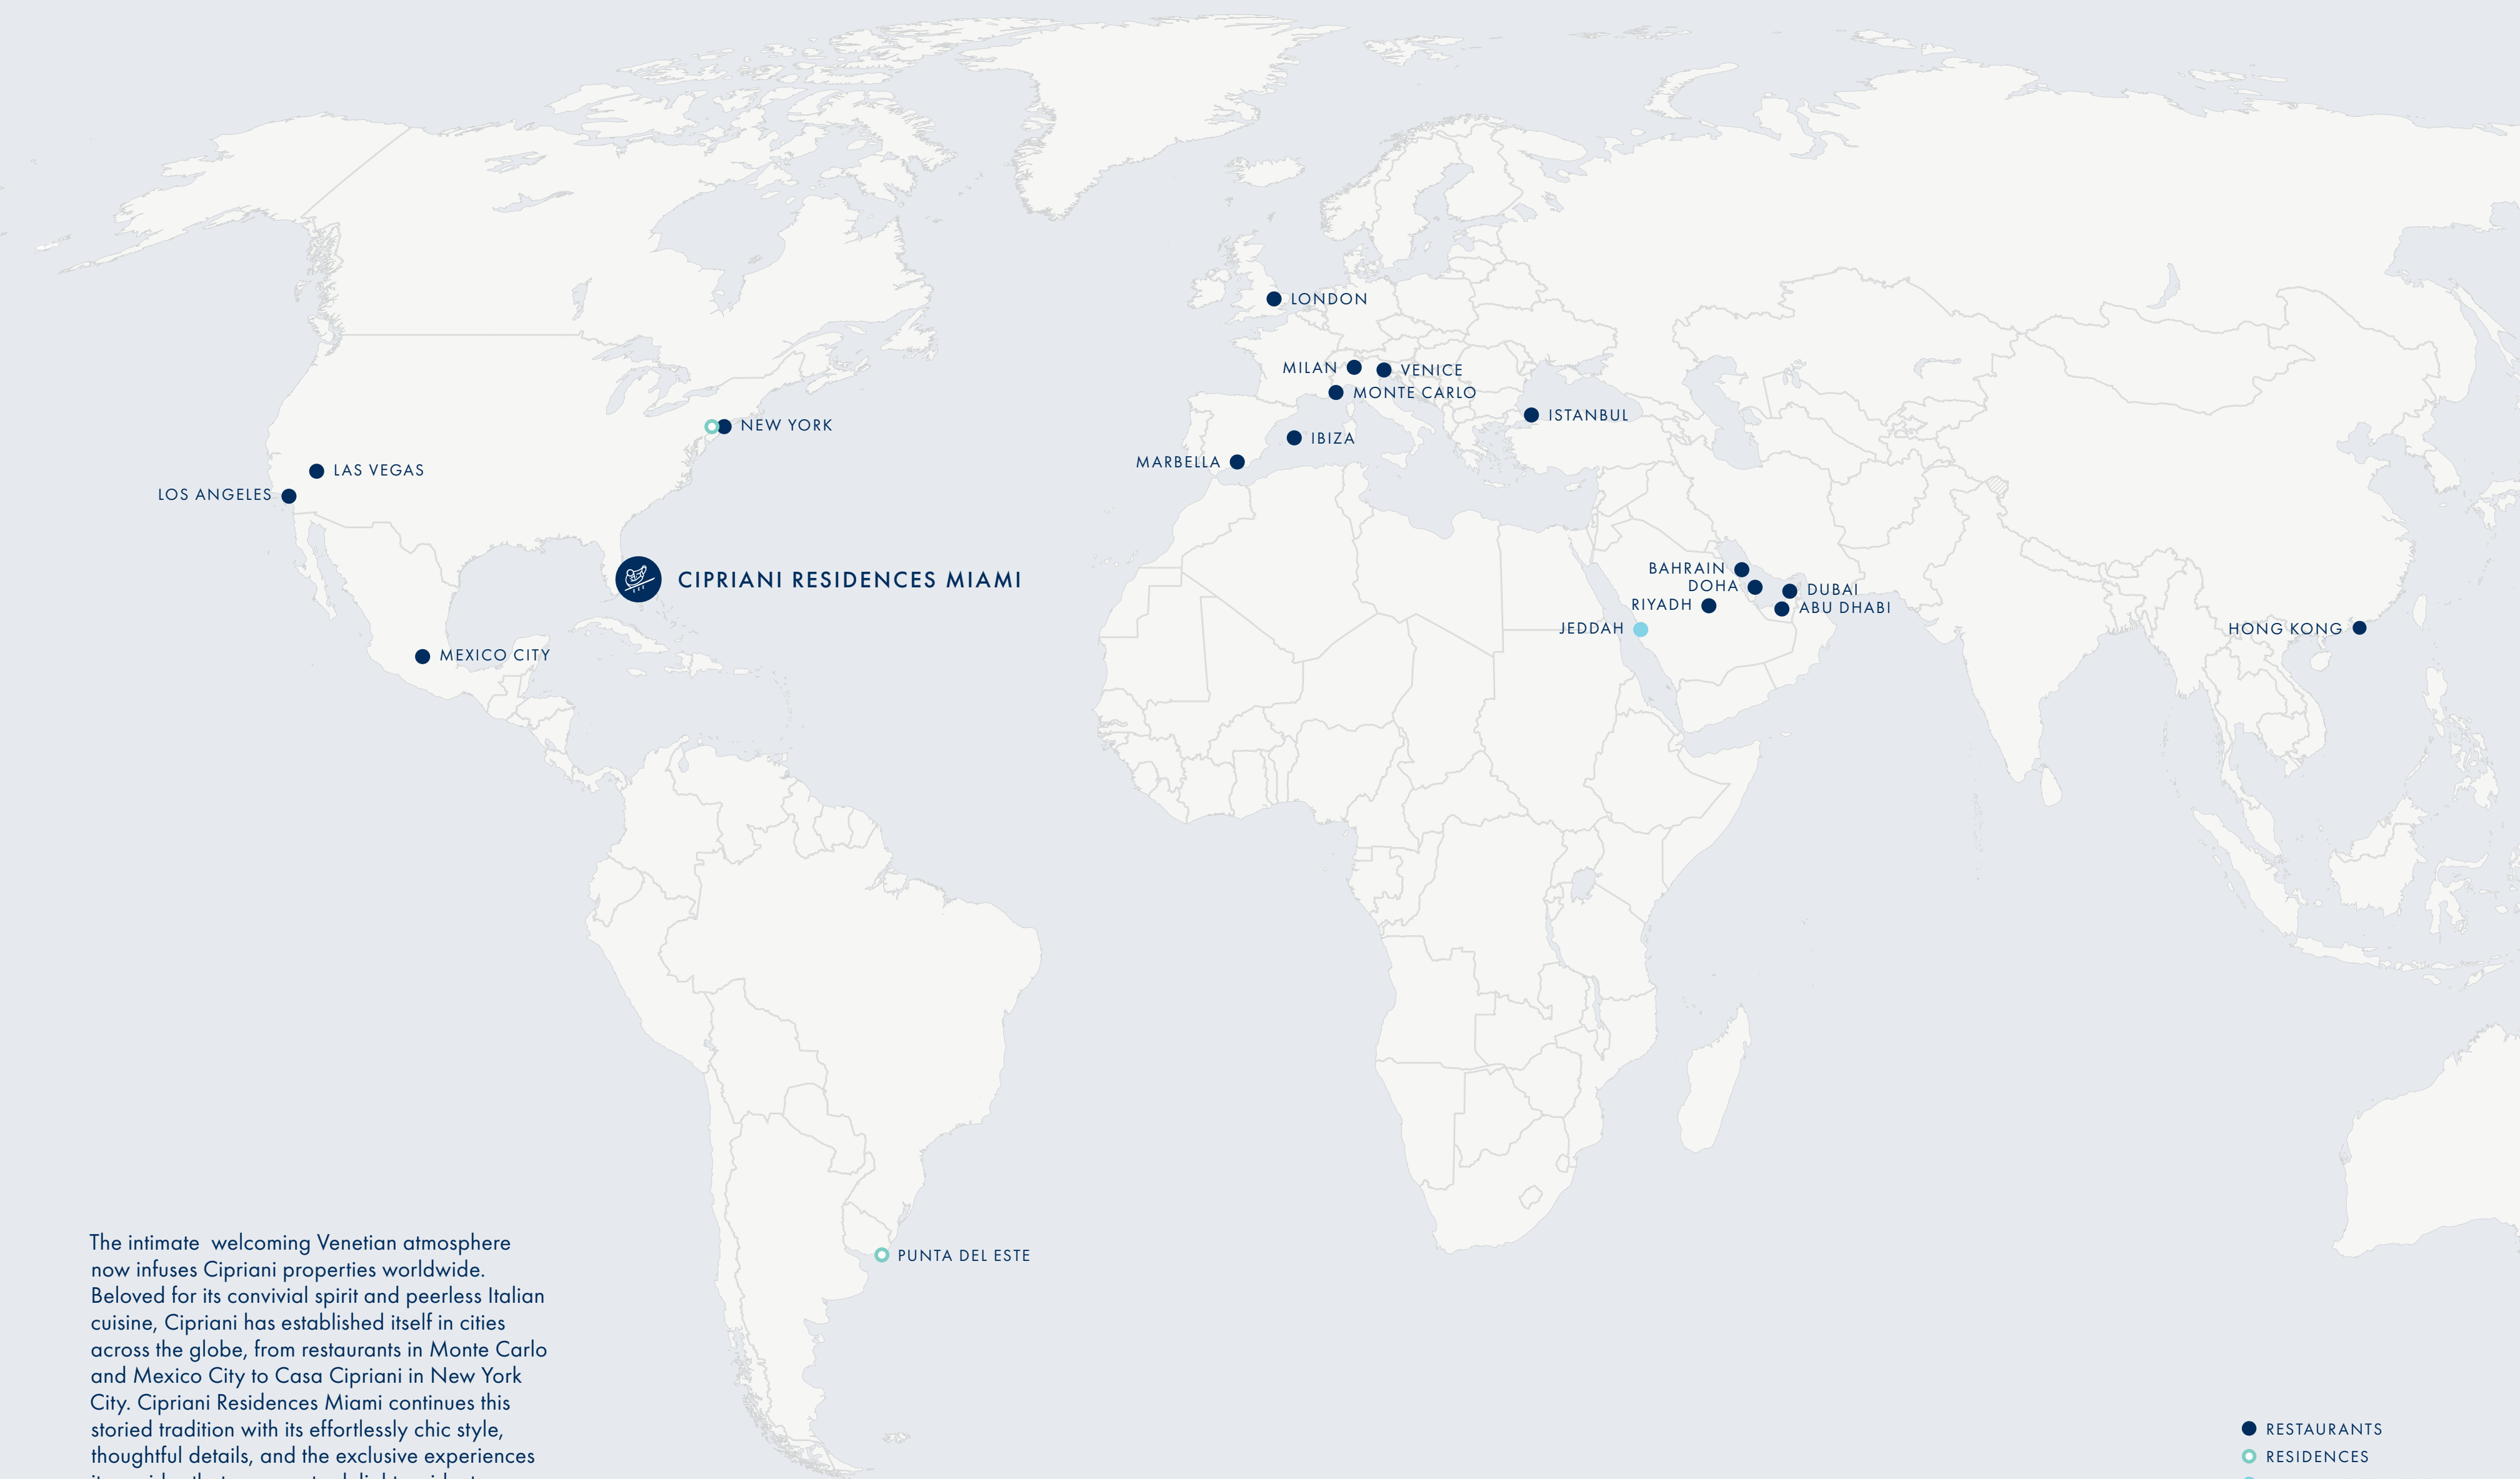 LONDON
MILAN
VENICE
MONTE CARLO
ISTANBUL
NEW YORK
IBIZA
MARBELLA
LAS VEGAS
LOS ANGELES
BAHRAIN
CIPRIANI RESIDENCES MIAMI
DOHA
DUBAI
RIYADH
ABU DHABI
JEDDAH
HONG KONG
MEXICO CITY
PUNTA DEL ESTE
The intimate  welcoming Venetian atmosphere
now infuses Cipriani properties worldwide.
Beloved for its convivial spirit and peerless Italian
cuisine, Cipriani has established itself in cities
across the globe, from restaurants in Monte Carlo
and Mexico City to Casa Cipriani in New York
City. Cipriani Residences Miami continues this
storied tradition with its effortlessly chic style,
thoughtful details, and the exclusive experiences
RESTAURANTS
RESIDENCES